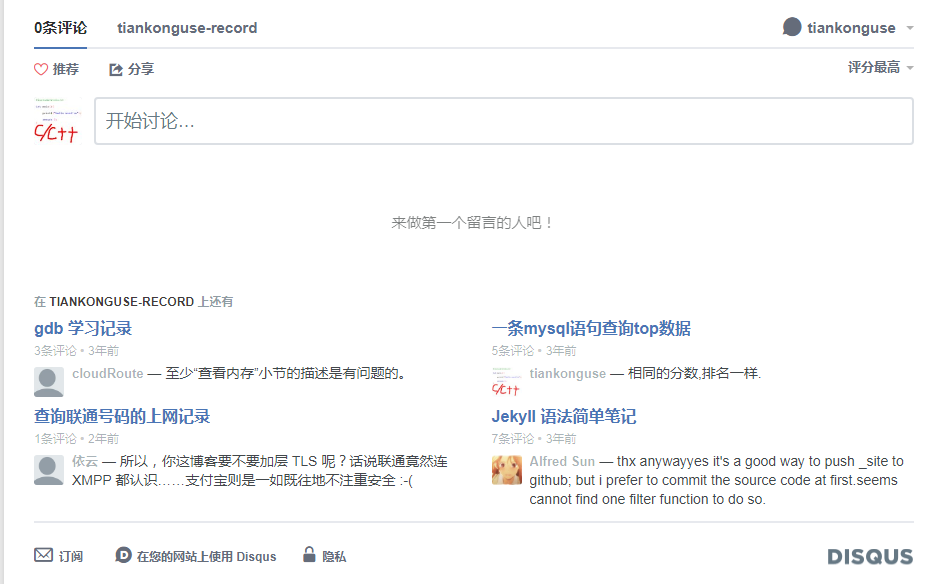 0条评论 tiankonguse-record tiankonguse
推荐 分享 评分最高
C/C++
开始讨论...
来做第一个留言的人吧！
在 TIANKONGUSE-RECORD 上还有
gdb 学习记录
3条评论 • 3年前
cloudRoute — 至少“查看内存”小节的描述是有问题的。
一条mysql语句查询top数据
5条评论 • 3年前
C/C++
tiankonguse — 相同的分数,排名一样.
查询联通号码的上网记录
1条评论 • 2年前
依云 — 所以，你这博客要不要加层 TLS 呢？话说联通竟然连
XMPP 都认识……支付宝则是一如既往地不注重安全 :-(
Jekyll 语法简单笔记
7条评论 • 3年前
Alfred Sun — thx anywayyes it's a good way to push _site to
github; but i prefer to commit the source code at first.seems
cannot find one filter function to do so.
订阅 D 在您的网站上使用 Disqus 隐私 DISQUS